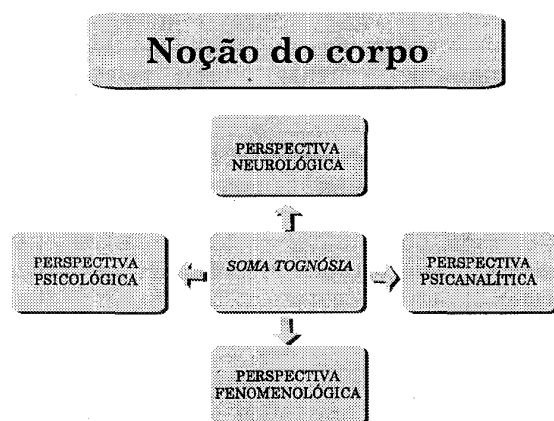 Noção do corpo
PERSPECTIVA
NEUROLÓGICA
PERSPECTIVA
PSICOLÓGICA
SOMA TOGNÓSIA
PERSPECTIVA
PSICANALÍTICA
PERSPECTIVA
FENOMENOLÓGICA